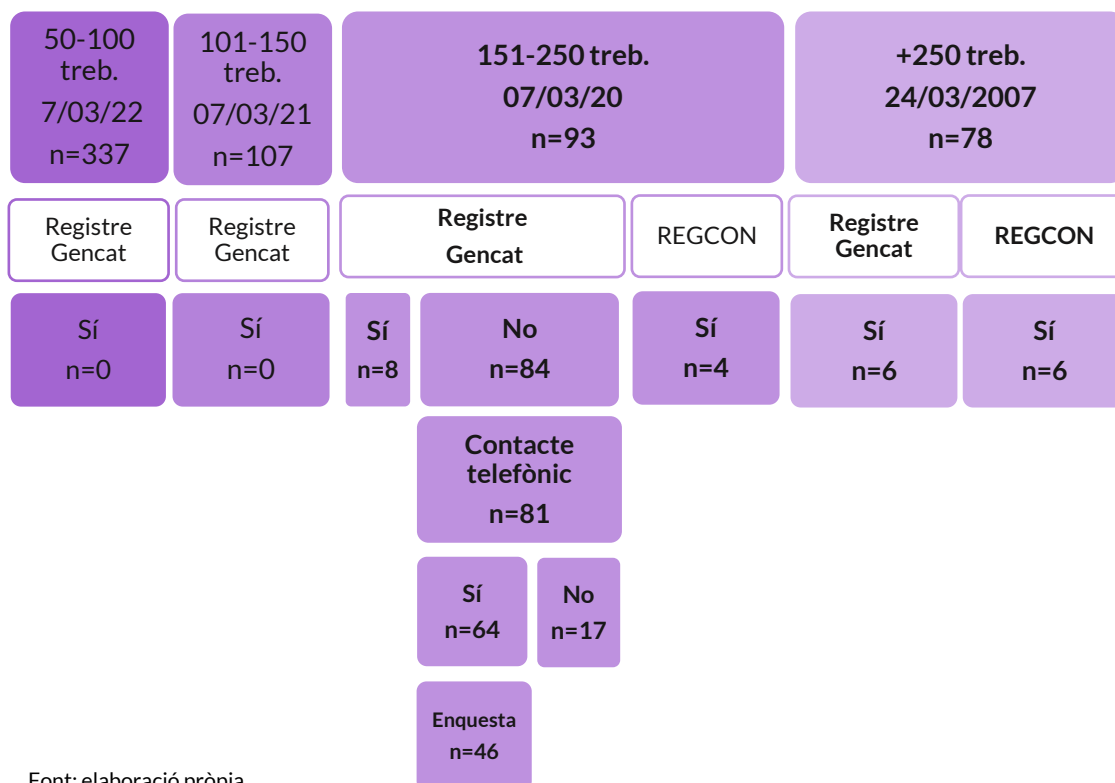 50-100
treb.
7/03/22
n=337
101-150
treb.
07/03/21
n=107
151-250 treb.
07/03/20
n=93
+250 treb.
24/03/2007
n=78
Registre
Gencat
Registre
Gencat
Registre
Gencat
REGCON
Registre
Gencat
REGCON
Sí
n=0
Sí
n=0
Sí
n=8
No
n=84
Sí
n=4
Sí
n=6
Sí
n=6
Contacte
telefònic
n=81
Sí
n=64
No
n=17
Enquesta
n=46
Font: elaboració pròpia